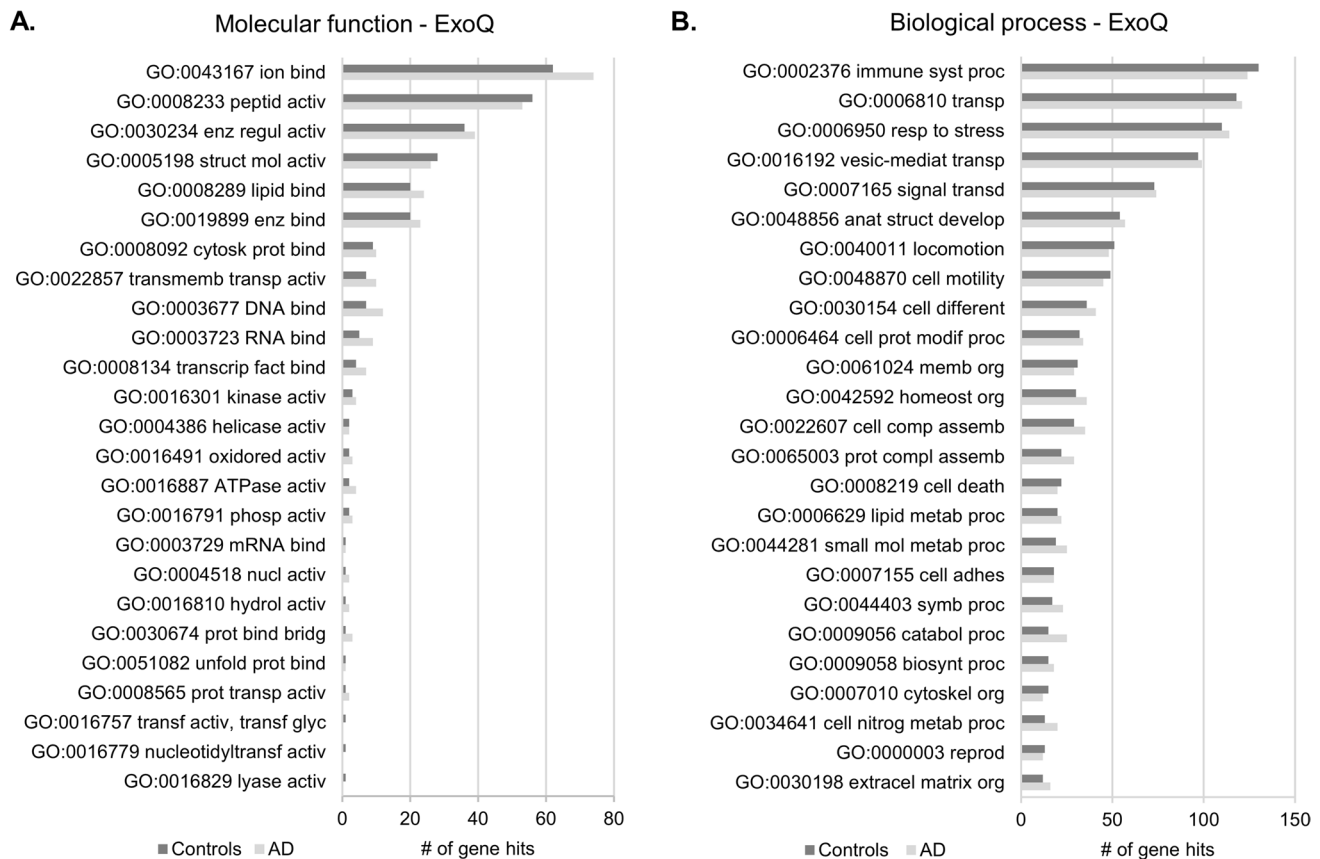 A.
Molecular function - ExoQ
GO:0043167 ion bind
GO:0008233 peptid activ
GO:0030234 enz regul activ
GO:0005198 struct mol activ
GO:0008289 lipid bind
GO:0019899 enz bind
GO:0008092 cytosk prot bind
GO:0022857 transmemb transp activ
GO:0003677 DNA bind
GO:0003723 RNA bind
GO:0008134 transcrip fact bind
GO:0016301 kinase activ
GO:0004386 helicase activ
GO:0016491 oxidored activ
GO:0016887 ATPase activ
GO:0016791 phosp activ
GO:0003729 mRNA bind
GO:0004518 nucl activ
GO:0016810 hydrol activ
GO:0030674 prot bind bridg
GO:0051082 unfold prot bind
GO:0008565 prot transp activ
GO:0016757 transf activ, transf glyc
GO:0016779 nucleotidyltransf activ
GO:0016829 lyase activ
0 20 40 60 80
Controls AD # of gene hits
B.
Biological process - ExoQ
GO:0002376 immune syst proc
GO:0006810 transp
GO:0006950 resp to stress
GO:0016192 vesic-mediat transp
GO:0007165 signal transd
GO:0048856 anat struct develop
GO:0040011 locomotion
GO:0048870 cell motility
GO:0030154 cell different
GO:0006464 cell prot modif proc
GO:0061024 memb org
GO:0042592 homeost org
GO:0022607 cell comp assemb
GO:0065003 prot compl assemb
GO:0008219 cell death
GO:0006629 lipid metab proc
GO:0044281 small mol metab proc
GO:0007155 cell adhes
GO:0044403 symb proc
GO:0009056 catabol proc
GO:0009058 biosynt proc
GO:0007010 cytoskel org
GO:0034641 cell nitrog metab proc
GO:0000003 reprod
GO:0030198 extracel matrix org
0 50 100 150
Controls AD # of gene hits